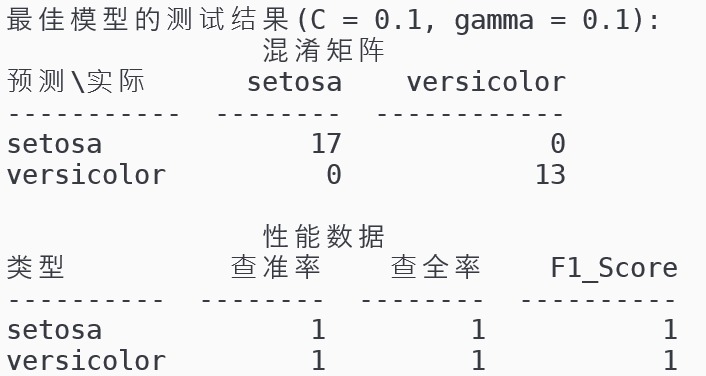 最佳模型的测试结果(C = 0.1, gamma = 0.1):
混淆矩阵
预测\实际 setosa versicolor
----------- -------- ------------
setosa 17 0
versicolor 0 13
性能数据
类型 查准率 查全率 F1_Score
---------- -------- -------- ----------
setosa 1 1 1
versicolor 1 1 1